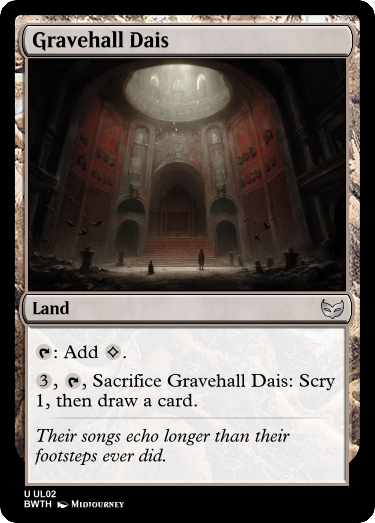 Gravehall Dais
Land
: Add .
3, , Sacrifice Gravehall Dais: Scry
1, then draw a card.
Their songs echo longer than their
footsteps ever did.
U UL02
BWTH Midjourney